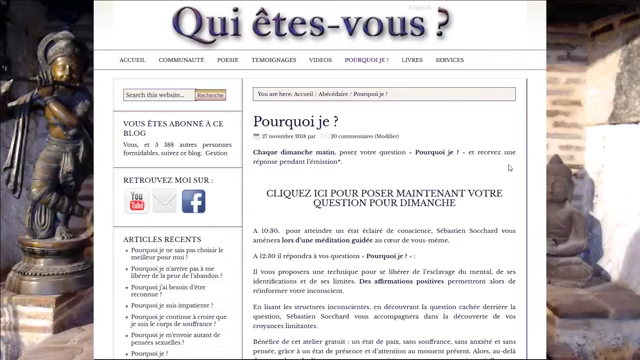 English
Qui êtes-vous ?
ACCUEIL COMMUNAUTÉ POESIE TEMOIGNAGES VIDEOS POURQUOI JE ! LIVRES SERVICES
Search this website... Recherche
You are here: Accueil / Abécédaire / Pourquoi je ?
VOUS ÊTES ABONNÉ À CE
BLOG
Vous, et 5 588 autres personnes
formidables, suivez ce blog. Gestion
RETROUVEZ MOI SUR :
You
Tube
ARTICLES RÉCENTS
Pourquoi je ne sais pas choisir le
meilleur pour moi ?
Pourquoi je n'arrive pas à me
libérer de la peur de l'abandon ?
Pourquoi j'ai besoin d'être
reconnue ?
Pourquoi je suis impatiente ?
Pourquoi je continue à croire que
je suis le corps de souffrance ?
Pourquoi je m'envoie autant de
pensées sexuelles ?
Pourquoi je ?
Pourquoi je ?
27 novembre 2018 par 20 commentaires (Modifier)
Chaque dimanche matin, posez votre question « Pourquoi je ? » et recevez une
réponse pendant l'émission*.
CLIQUEZ ICI POUR POSER MAINTENANT VOTRE
QUESTION POUR DIMANCHE
A 10:30, pour atteindre un état éclairé de conscience, Sébastien Socchard vous
amènera lors d'une méditation guidée au cœur de vous-même.
A 12:30 il répondra à vos questions « Pourquoi je ? » :
Il vous proposera une technique pour se libérer de l'esclavage du mental, de ses
identifications et de ses limites. Des affirmations positives permettront alors de
réinformer votre inconscient.
En lisant les structures inconscientes, en découvrant la question cachée derrière la
question, Sébastien Socchard vous accompagnera dans la découverte de vos
croyances limitantes.
Bénéfice de cet atelier gratuit : un état de paix, sans souffrance, sans anxiété et sans
pensée, grâce à un état de présence et d'attention au moment présent. Alors, au-delà